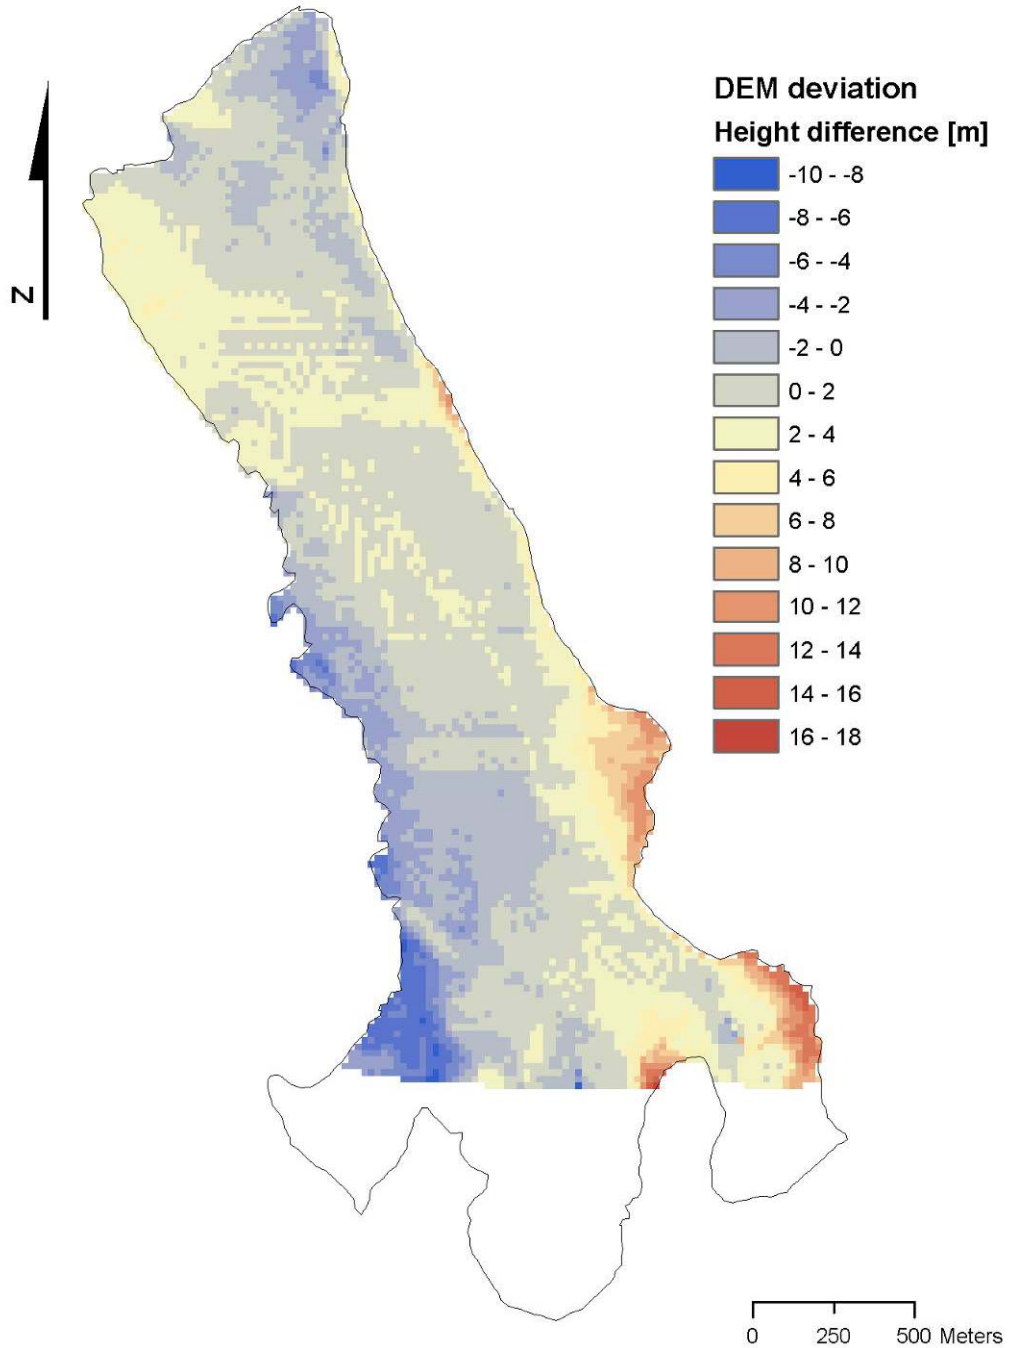 DEM deviation
Height difference [m]
-10 - -8
-8 - -6
-6 - -4
-4 - -2
-2 - 0
0 - 2
2 - 4
4 - 6
6 - 8
8 - 10
10 - 12
12 - 14
14 - 16
16 - 18
N
0 250 500 Meters